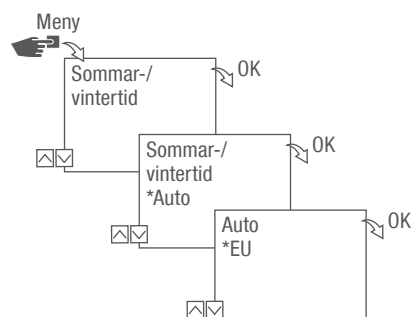 Meny
Sommar-/
vintertid
OK
Sommar-/
vintertid
*Auto
OK
Auto
*EU
OK